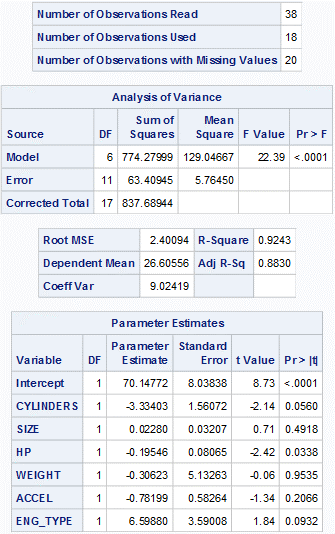 Number of Observations Read 38
Number of Observations Used 18
Number of Observations with Missing Values 20
Analysis of Variance
Source DF Sum of Squares Mean Square F Value Pr > F
Model 6 774.27999 129.04667 22.39 <.0001
Error 11 63.40945 5.76450
Corrected Total 17 837.68944
Root MSE 2.40094 R-Square 0.9243
Dependent Mean 26.60556 Adj R-Sq 0.8830
Coeff Var 9.02419
Parameter Estimates
Variable DF Parameter Estimate Standard Error t Value Pr > |t|
Intercept 1 70.14772 8.03838 8.73 <.0001
CYLINDERS 1 -3.33403 1.56072 -2.14 0.0560
SIZE 1 0.02280 0.03207 0.71 0.4918
HP 1 -0.19546 0.08065 -2.42 0.0338
WEIGHT 1 -0.30623 5.13263 -0.06 0.9535
ACCEL 1 -0.78199 0.58264 -1.34 0.2066
ENG_TYPE 1 6.59880 3.59008 1.84 0.0932